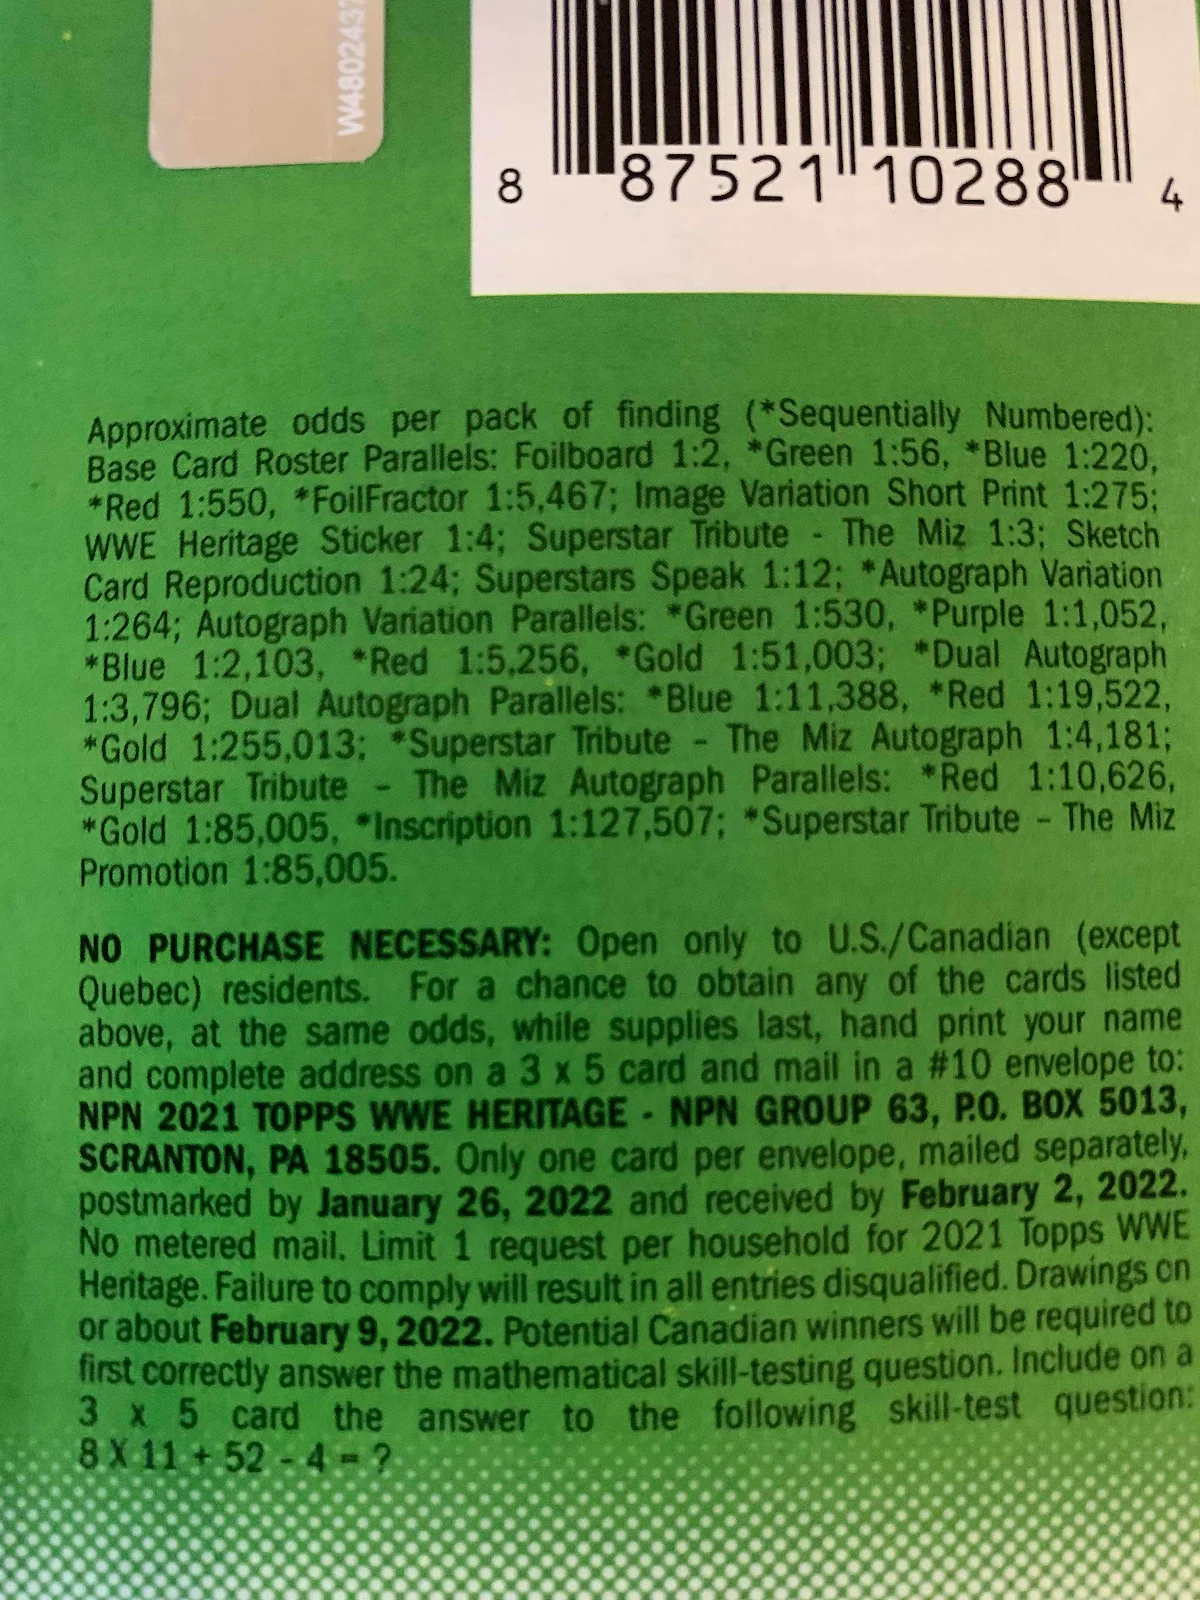 W4802437
8 87521 10288 4
Approximate odds per pack of finding (*Sequentially Numbered):
Base Card Roster Parallels: Foilboard 1:2, *Green 1:56, *Blue 1:220,
*Red 1:550, *FoilFractor 1:5,467; Image Variation Short Print 1:275;
WWE Heritage Sticker 1:4; Superstar Tribute - The Miz 1:3; Sketch
Card Reproduction 1:24; Superstars Speak 1:12; *Autograph Variation
1:264; Autograph Variation Parallels: *Green 1:530, *Purple 1:1,052,
*Blue 1:2,103, *Red 1:5,256, *Gold 1:51,003; *Dual Autograph
1:3,796; Dual Autograph Parallels: *Blue 1:11,388, *Red 1:19,522,
*Gold 1:255,013; *Superstar Tribute – The Miz Autograph 1:4,181;
Superstar Tribute – The Miz Autograph Parallels: *Red 1:10,626,
*Gold 1:85,005, *Inscription 1:127,507; *Superstar Tribute – The Miz
Promotion 1:85,005.
NO PURCHASE NECESSARY: Open only to U.S./Canadian (except
Quebec) residents. For a chance to obtain any of the cards listed
above, at the same odds, while supplies last, hand print your name
and complete address on a 3 x 5 card and mail in a #10 envelope to:
NPN 2021 TOPPS WWE HERITAGE - NPN GROUP 63, P.O. BOX 5013,
SCRANTON, PA 18505. Only one card per envelope, mailed separately,
postmarked by January 26, 2022 and received by February 2, 2022.
No metered mail. Limit 1 request per household for 2021 Topps WWE
Heritage. Failure to comply will result in all entries disqualified. Drawings on
or about February 9, 2022. Potential Canadian winners will be required to
first correctly answer the mathematical skill-testing question. Include on a
3 x 5 card the answer to the following skill-test question:
8 X 11 + 52 - 4 = ?